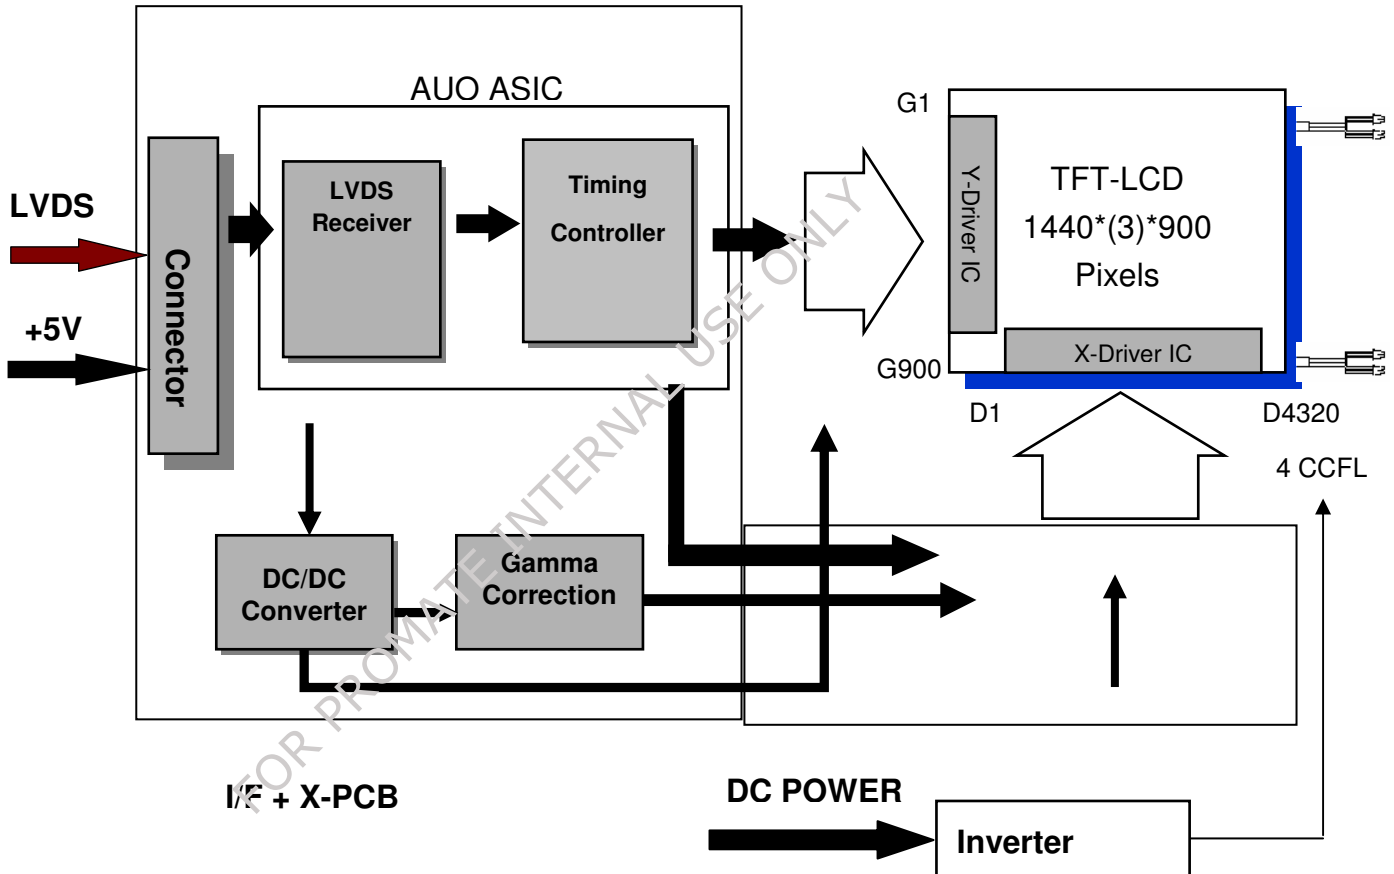 AUO ASIC
LVDS
+5V
Connector
LVDS
Receiver
Timing
Controller
G1
Y-Driver IC
TFT-LCD
1440*(3)*900
Pixels
X-Driver IC
G900
D1
D4320
4 CCFL
DC/DC
Converter
Gamma
Correction
FOR PROMATE INTERNAL USE ONLY
I/F + X-PCB
DC POWER
Inverter